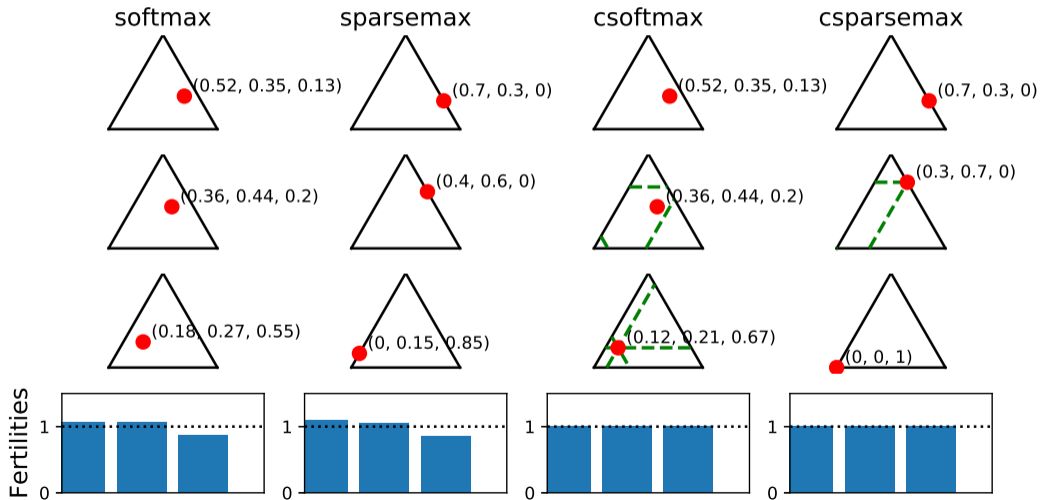 softmax sparsemax csoftmax csparsemax
(0.52, 0.35, 0.13) (0.7, 0.3, 0) (0.52, 0.35, 0.13) (0.7, 0.3, 0)
(0.36, 0.44, 0.2) (0.4, 0.6, 0) (0.36, 0.44, 0.2) (0.3, 0.7, 0)
(0.18, 0.27, 0.55) (0, 0.15, 0.85) (0.12, 0.21, 0.67) (0, 0, 1)
Fertilities
1 1 1 1
0 0 0 0